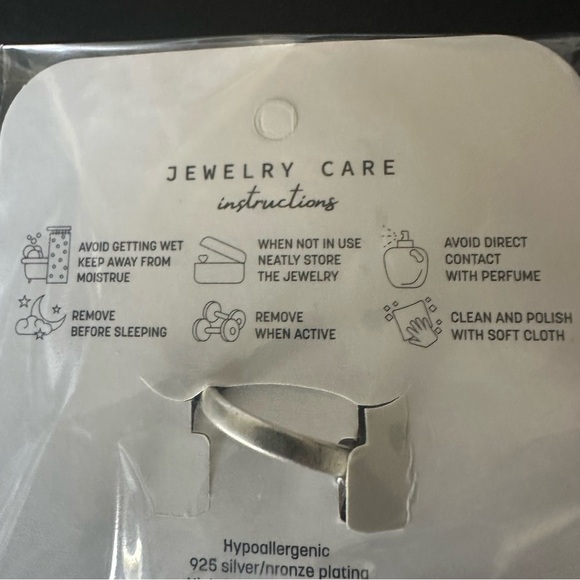 JEWELRY CARE
instructions
AVOID GETTING WET
KEEP AWAY FROM
MOISTRUE
WHEN NOT IN USE
NEATLY STORE
THE JEWELRY
AVOID DIRECT
CONTACT
WITH PERFUME
REMOVE
BEFORE SLEEPING
REMOVE
WHEN ACTIVE
CLEAN AND POLISH
WITH SOFT CLOTH
Hypoallergenic
925 silver/nronze plating